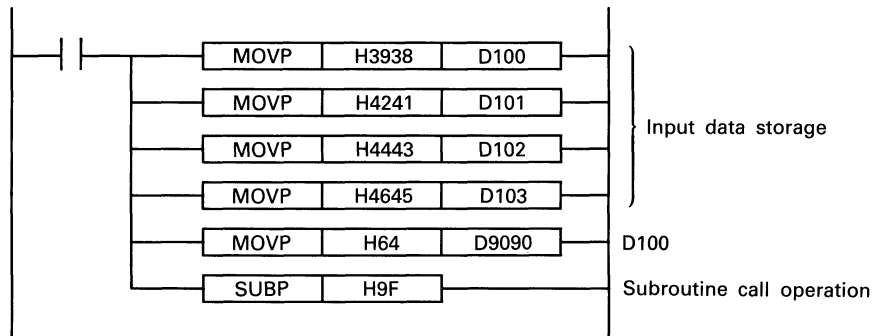 MOVP H3938 D100
MOVP H4241 D101
Input data storage
MOVP H4443 D102
MOVP H4645 D103
MOVP H64 D9090 D100
SUBP H9F Subroutine call operation